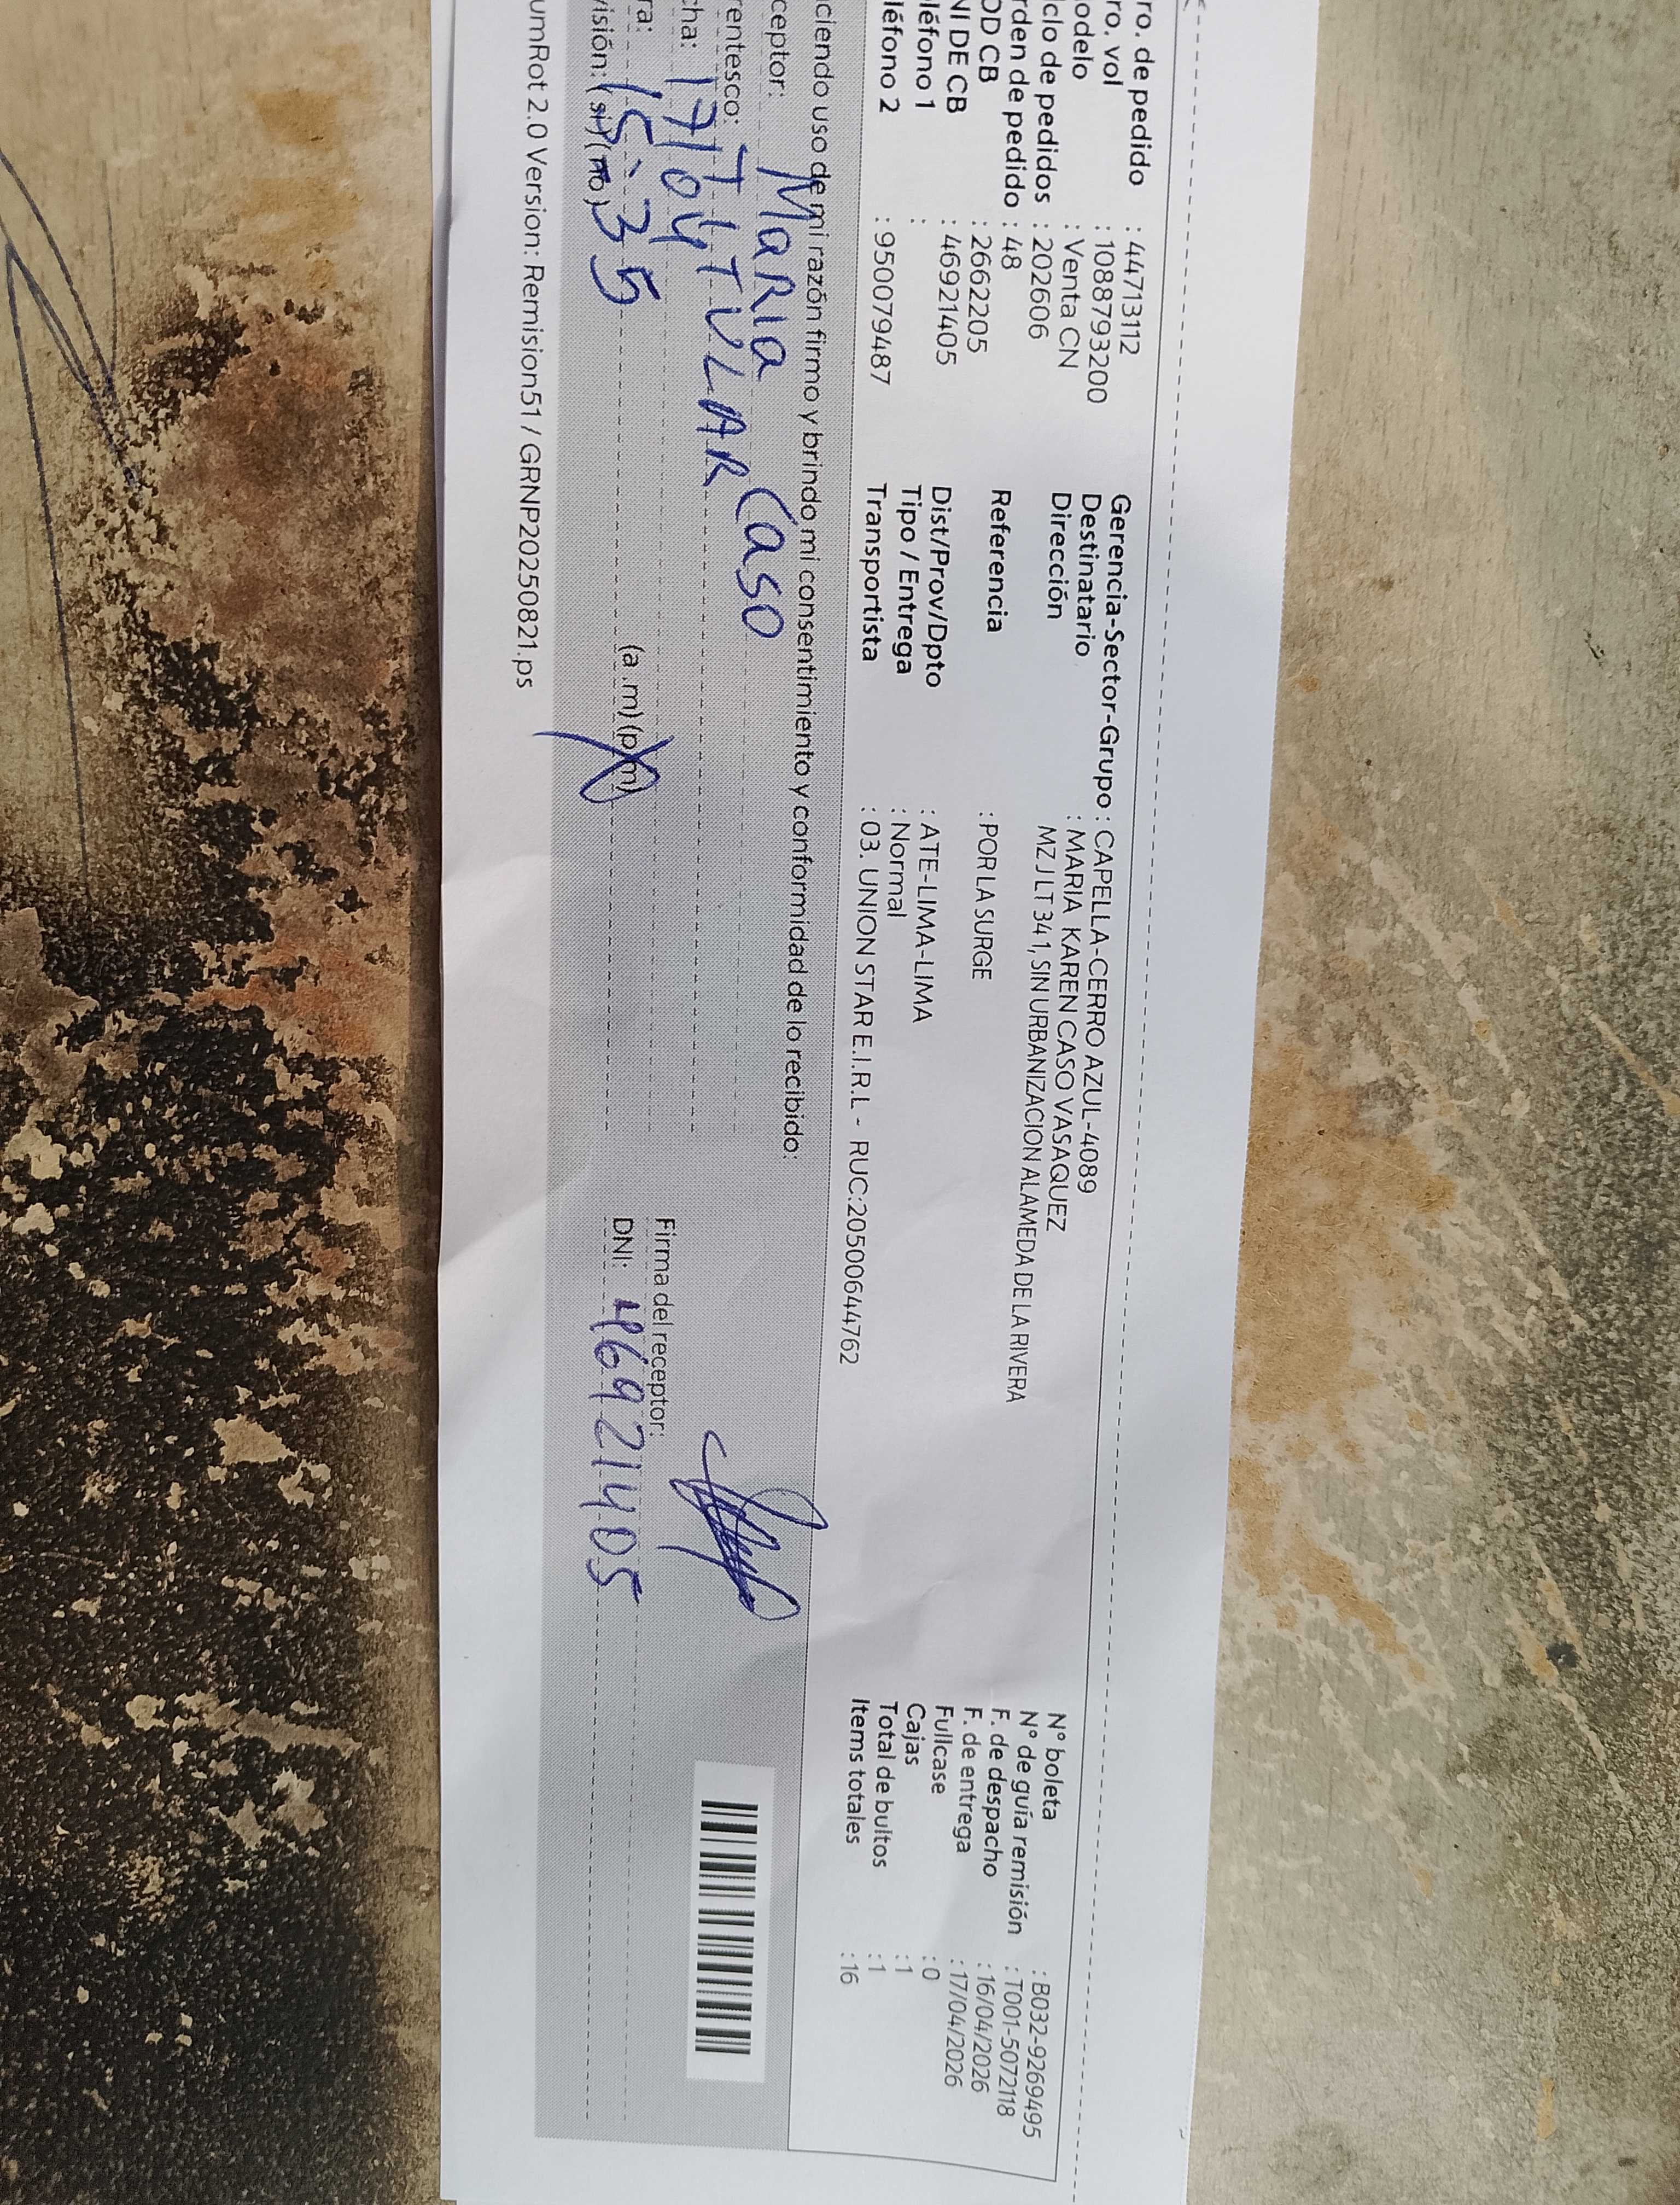 ro. de pedido : 44713112
ro. vol : 1088793200
odelo : Venta CN
clo de pedidos : 202606
rden de pedido : 48
OD CB : 2662205
NI DE CB : 46921405
léfono 1 :
léfono 2 : 950079487
Gerencia-Sector-Grupo : CAPELLA-CERRO AZUL-4089
Destinatario : MARIA KAREN CASO VASAQUEZ
Dirección MZ J LT 341, SIN URBANIZACION ALAMEDA DE LA RIVERA
Referencia : POR LA SURGE
Dist/Prov/Dpto : ATE-LIMA-LIMA
Tipo / Entrega : Normal
Transportista : 03. UNION STAR E.I.R.L - RUC:20500644762
N° boleta : B032-9269495
N° de guía remisión : T001-5072118
F. de despacho : 16/04/2026
F. de entrega : 17/04/2026
Fullcase : 0
Cajas : 1
Total de bultos : 1
Items totales : 16
ciendo uso de mi razón firmo y brindo mi consentimiento y conformidad de lo recibido:
ceptor: MaRIa Caso
rentesco: TITULAR
cha: 17/04
ra: 15:35 (a.m) (p.m)
visión: (si) (no)
Firma del receptor:
DNI: 46921405
umRot 2.0 Version: Remision51 / GRNP20250821.ps